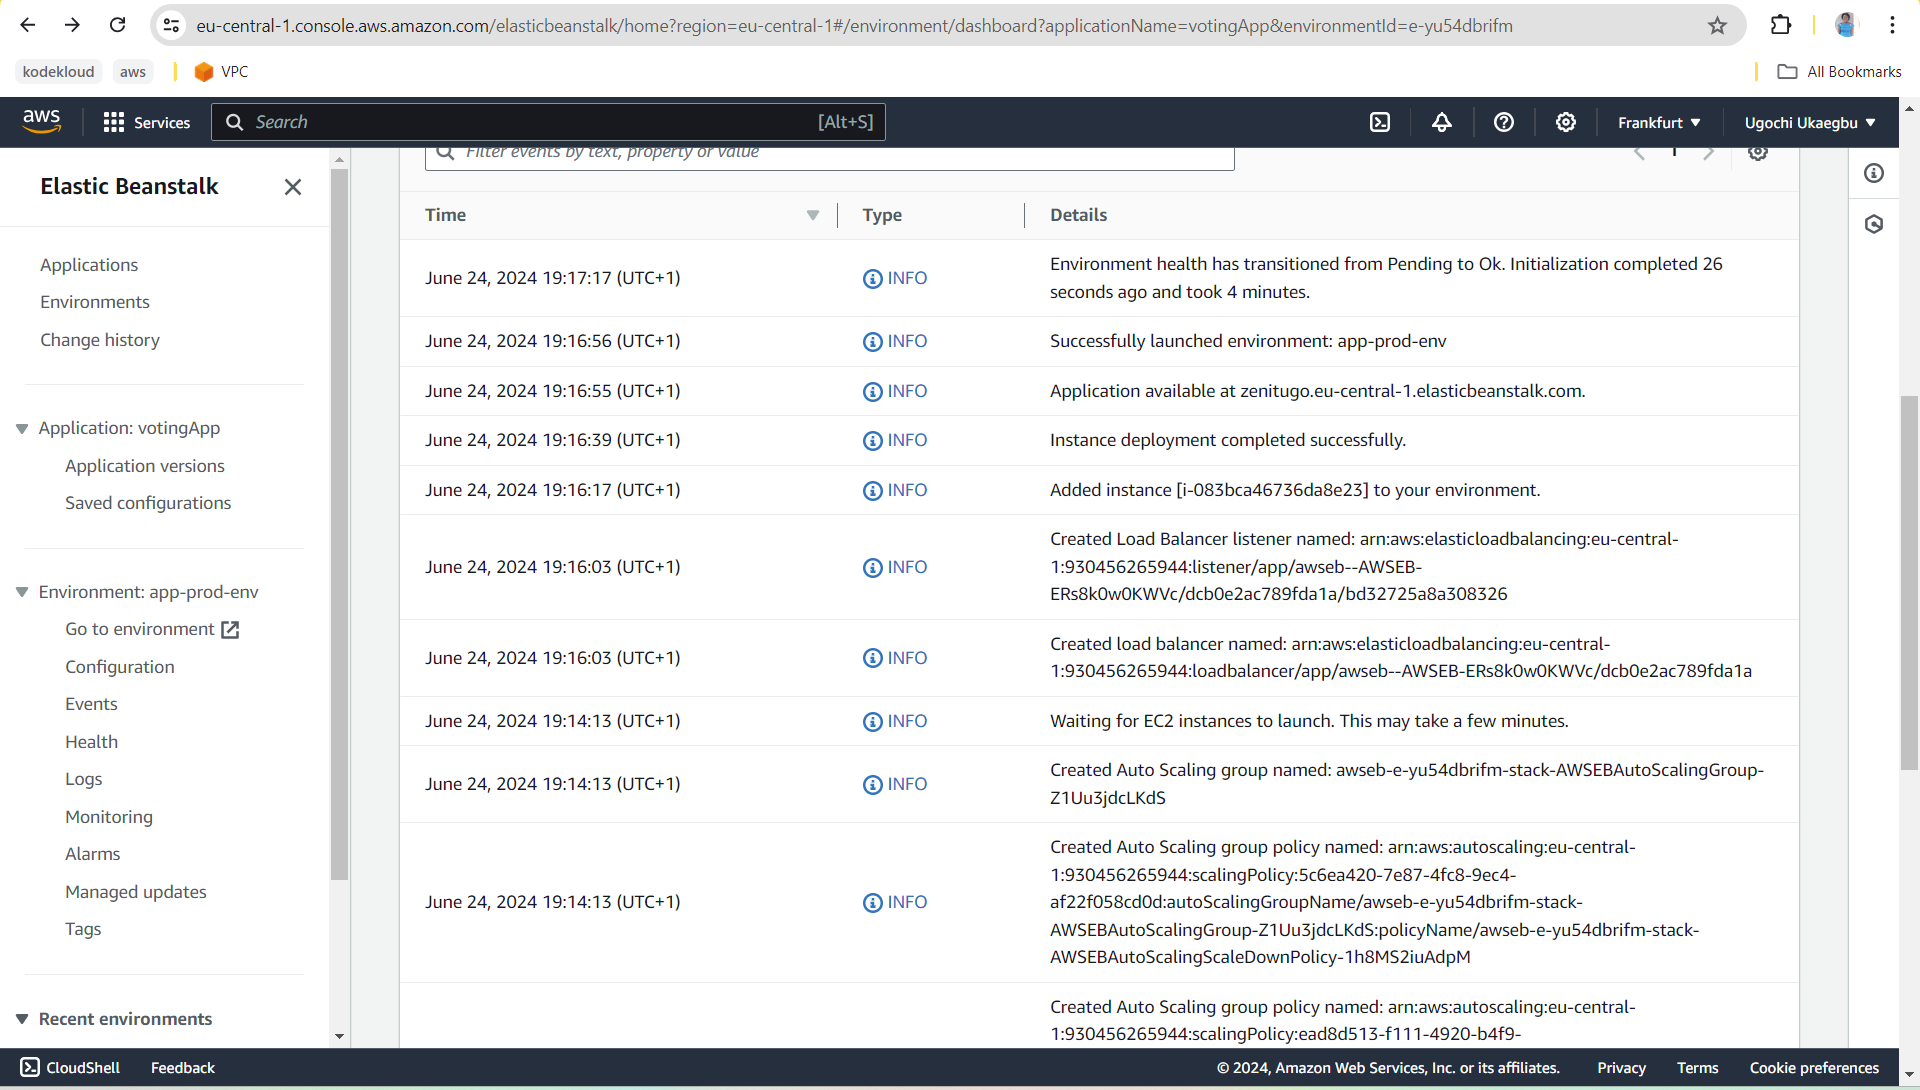 eu-central-1.console.aws.amazon.com/elasticbeanstalk/home?region=eu-central-1#/environment/dashboard?applicationName=votingApp&environmentId=e-yu54dbrifm
kodekloud aws VPC All Bookmarks
aws Services Search [Alt+S] Frankfurt Ugochi Ukaegbu
Elastic Beanstalk
Applications
Environments
Change history
Application: votingApp
Application versions
Saved configurations
Environment: app-prod-env
Go to environment
Configuration
Events
Health
Logs
Monitoring
Alarms
Managed updates
Tags
Recent environments
Filter events by text, property or value 1
Time Type Details
June 24, 2024 19:17:17 (UTC+1) INFO Environment health has transitioned from Pending to Ok. Initialization completed 26
seconds ago and took 4 minutes.
June 24, 2024 19:16:56 (UTC+1) INFO Successfully launched environment: app-prod-env
June 24, 2024 19:16:55 (UTC+1) INFO Application available at zenitugo.eu-central-1.elasticbeanstalk.com.
June 24, 2024 19:16:39 (UTC+1) INFO Instance deployment completed successfully.
June 24, 2024 19:16:17 (UTC+1) INFO Added instance [i-083bca46736da8e23] to your environment.
June 24, 2024 19:16:03 (UTC+1) INFO Created Load Balancer listener named: arn:aws:elasticloadbalancing:eu-central-
1:930456265944:listener/app/awseb--AWSEB-
ERs8k0w0KWVc/dcb0e2ac789fda1a/bd32725a8a308326
June 24, 2024 19:16:03 (UTC+1) INFO Created load balancer named: arn:aws:elasticloadbalancing:eu-central-
1:930456265944:loadbalancer/app/awseb--AWSEB-ERs8k0w0KWVc/dcb0e2ac789fda1a
June 24, 2024 19:14:13 (UTC+1) INFO Waiting for EC2 instances to launch. This may take a few minutes.
June 24, 2024 19:14:13 (UTC+1) INFO Created Auto Scaling group named: awseb-e-yu54dbrifm-stack-AWSEBAutoScalingGroup-
Z1Uu3jdcLKdS
June 24, 2024 19:14:13 (UTC+1) INFO Created Auto Scaling group policy named: arn:aws:autoscaling:eu-central-
1:930456265944:scalingPolicy:5c6ea420-7e87-4fc8-9ec4-
af22f058cd0d:autoScalingGroupName/awseb-e-yu54dbrifm-stack-
AWSEBAutoScalingGroup-Z1Uu3jdcLKdS:policyName/awseb-e-yu54dbrifm-stack-
AWSEBAutoScalingScaleDownPolicy-1h8MS2iuAdpM
Created Auto Scaling group policy named: arn:aws:autoscaling:eu-central-
1:930456265944:scalingPolicy:ead8d513-f111-4920-b4f9-
CloudShell Feedback © 2024, Amazon Web Services, Inc. or its affiliates. Privacy Terms Cookie preferences